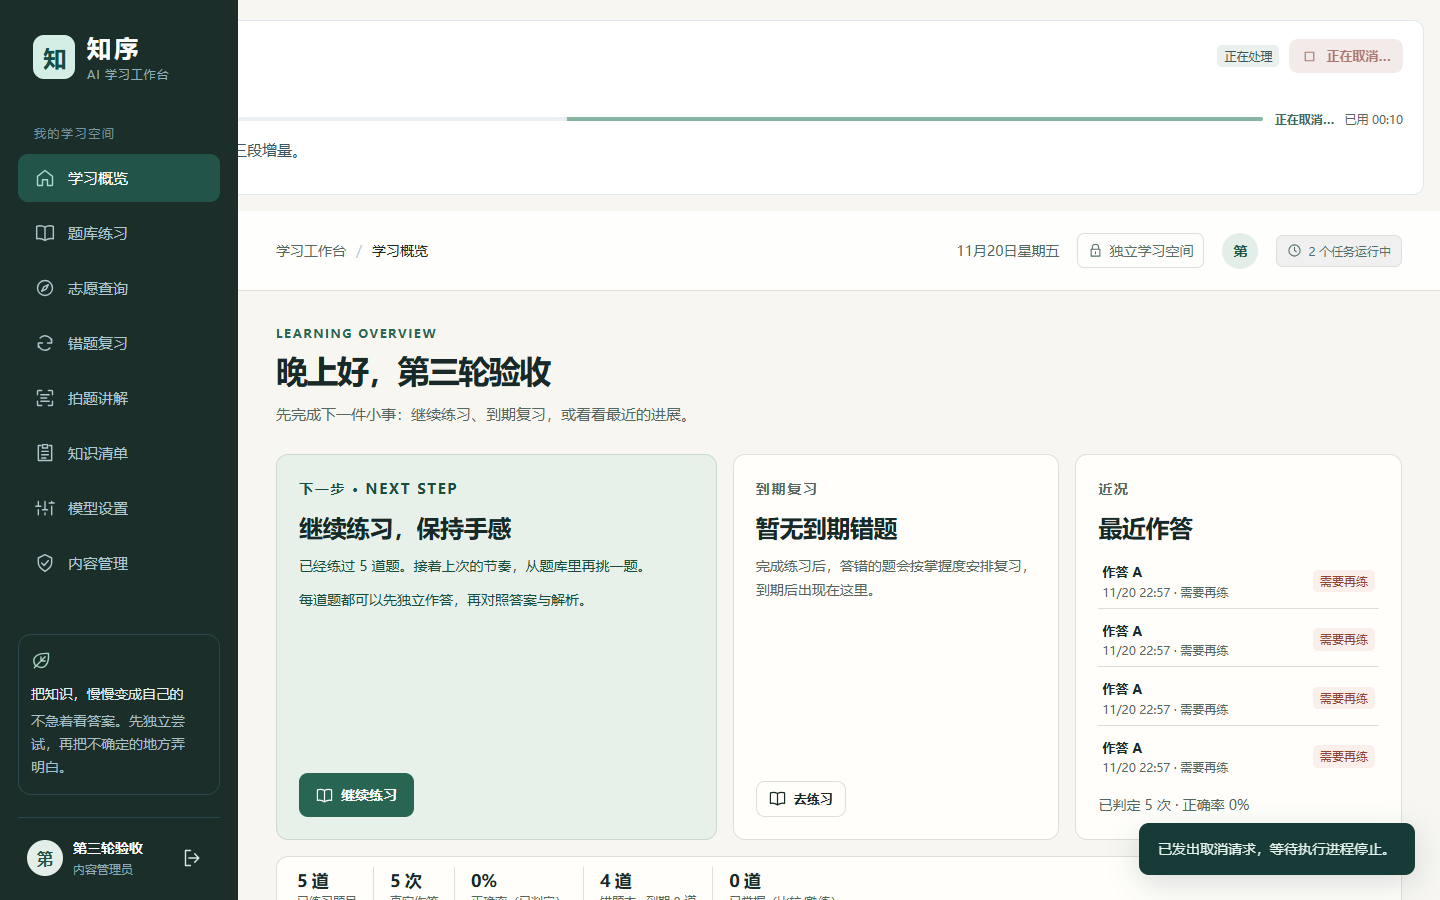 知
知序
AI 学习工作台
我的学习空间
学习概览
题库练习
志愿查询
错题复习
拍题讲解
知识清单
模型设置
内容管理
把知识，慢慢变成自己的
不急着看答案。先独立尝
试，再把不确定的地方弄
明白。
第
第三轮验收
内容管理员
正在处理
正在取消...
正在取消... 已用 00:10
三段增量。
学习工作台 / 学习概览
11月20日星期五
独立学习空间
第
2 个任务运行中
LEARNING OVERVIEW
晚上好，第三轮验收
先完成下一件小事：继续练习、到期复习，或看看最近的进展。
下一步 • NEXT STEP
继续练习，保持手感
已经练过 5 道题。接着上次的节奏，从题库里再挑一题。
每道题都可以先独立作答，再对照答案与解析。
继续练习
到期复习
暂无到期错题
完成练习后，答错的题会按掌握度安排复习，
到期后出现在这里。
去练习
近况
最近作答
作答 A
11/20 22:57 · 需要再练
需要再练
作答 A
11/20 22:57 · 需要再练
需要再练
作答 A
11/20 22:57 · 需要再练
需要再练
作答 A
11/20 22:57 · 需要再练
需要再练
已判定 5 次 · 正确率 0%
已发出取消请求，等待执行进程停止。
5 道
5 次
0%
4 道
0 道